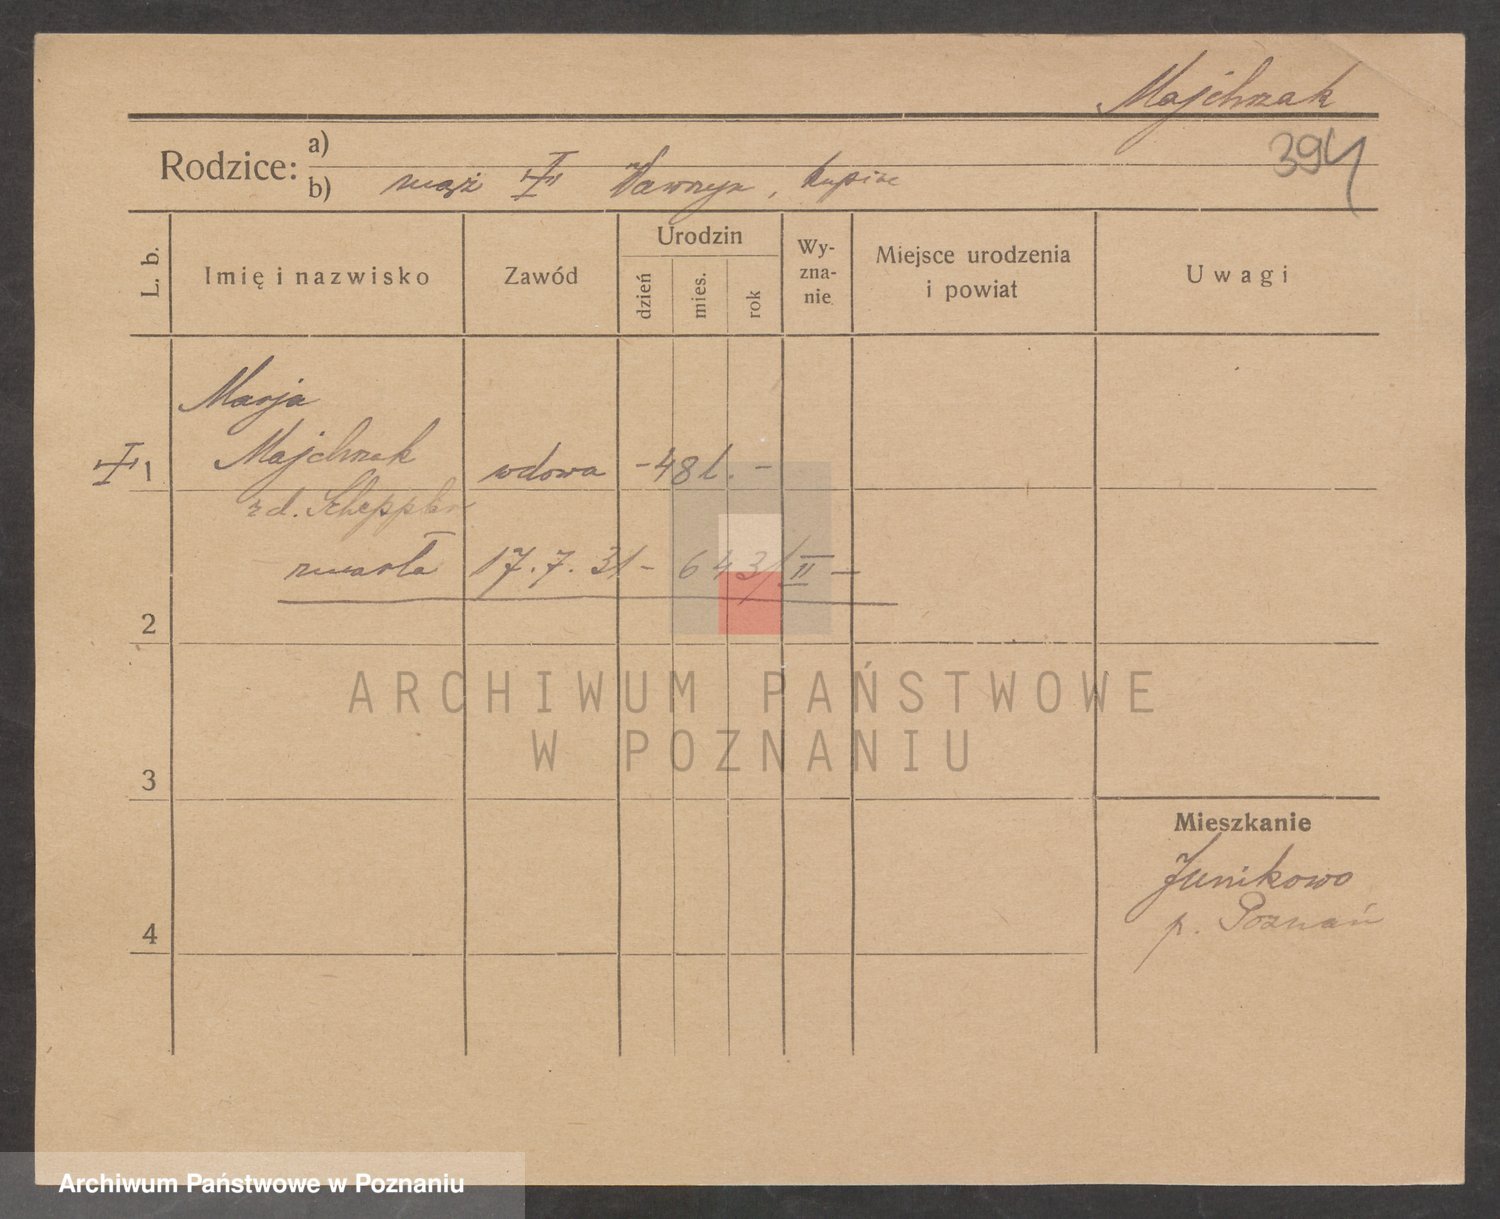 Majchrzak
394
Rodzice: a)
b) mąż Wawrzyn, kupiec
L. b.
Imię i nazwisko
Zawód
Urodzin
dzień
mies.
rok
Wy-
zna-
nie
Miejsce urodzenia
i powiat
Uwagi
Marja
1 Majchrzak wdowa - 48 l. -
z d.
zmarła 17.7.31 - 643/II —
2
ARCHIWUM PAŃSTWOWE
W POZNANIU
3
Mieszkanie
Junikowo
p. Poznań
4
Archiwum Państwowe w Poznaniu